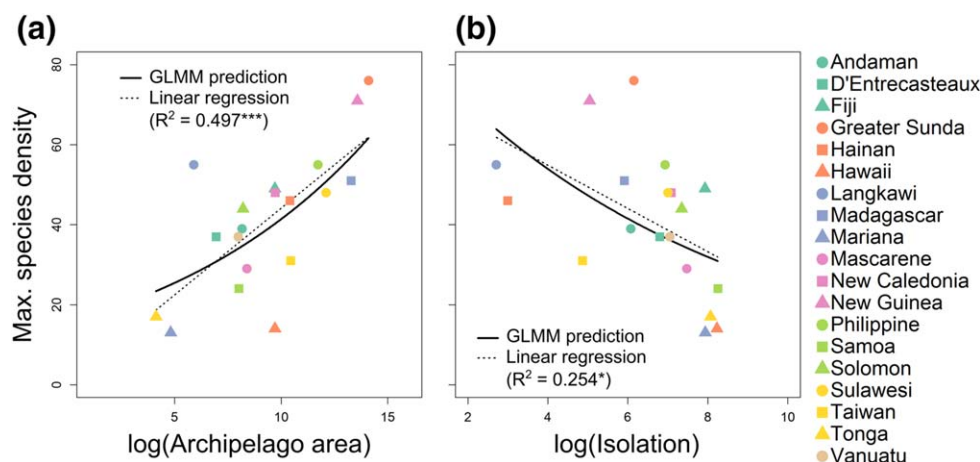 (a)
GLMM prediction
Linear regression
(R² = 0.497***)
Max. species density
0
20
40
60
80
5
10
15
log(Archipelago area)
(b)
GLMM prediction
Linear regression
(R² = 0.254*)
2
4
6
8
10
log(Isolation)
Andaman
D'Entrecasteaux
Fiji
Greater Sunda
Hainan
Hawaii
Langkawi
Madagascar
Mariana
Mascarene
New Caledonia
New Guinea
Philippine
Samoa
Solomon
Sulawesi
Taiwan
Tonga
Vanuatu